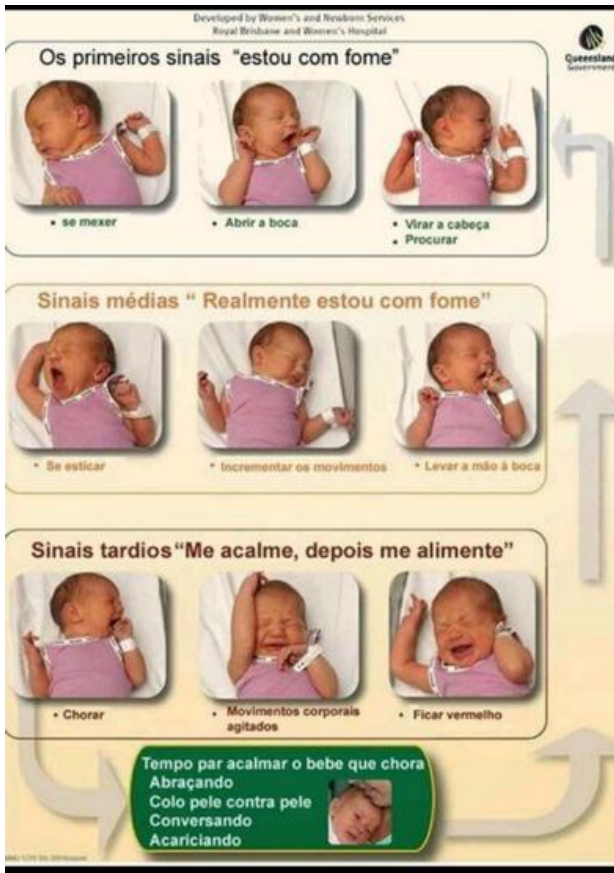 Developed by Women's and Newborn Services
Royal Brisbane and Women's Hospital
Queensland
Government
Os primeiros sinais "estou com fome"
• se mexer
• Abrir a boca
• Virar a cabeça
• Procurar
Sinais médias " Realmente estou com fome"
• Se esticar
• Incrementar os movimentos
• Levar a mão à boca
Sinais tardios "Me acalme, depois me alimente"
• Chorar
• Movimentos corporais
agitados
• Ficar vermelho
Tempo par acalmar o bebe que chora
Abraçando
Colo pele contra pele
Conversando
Acariciando